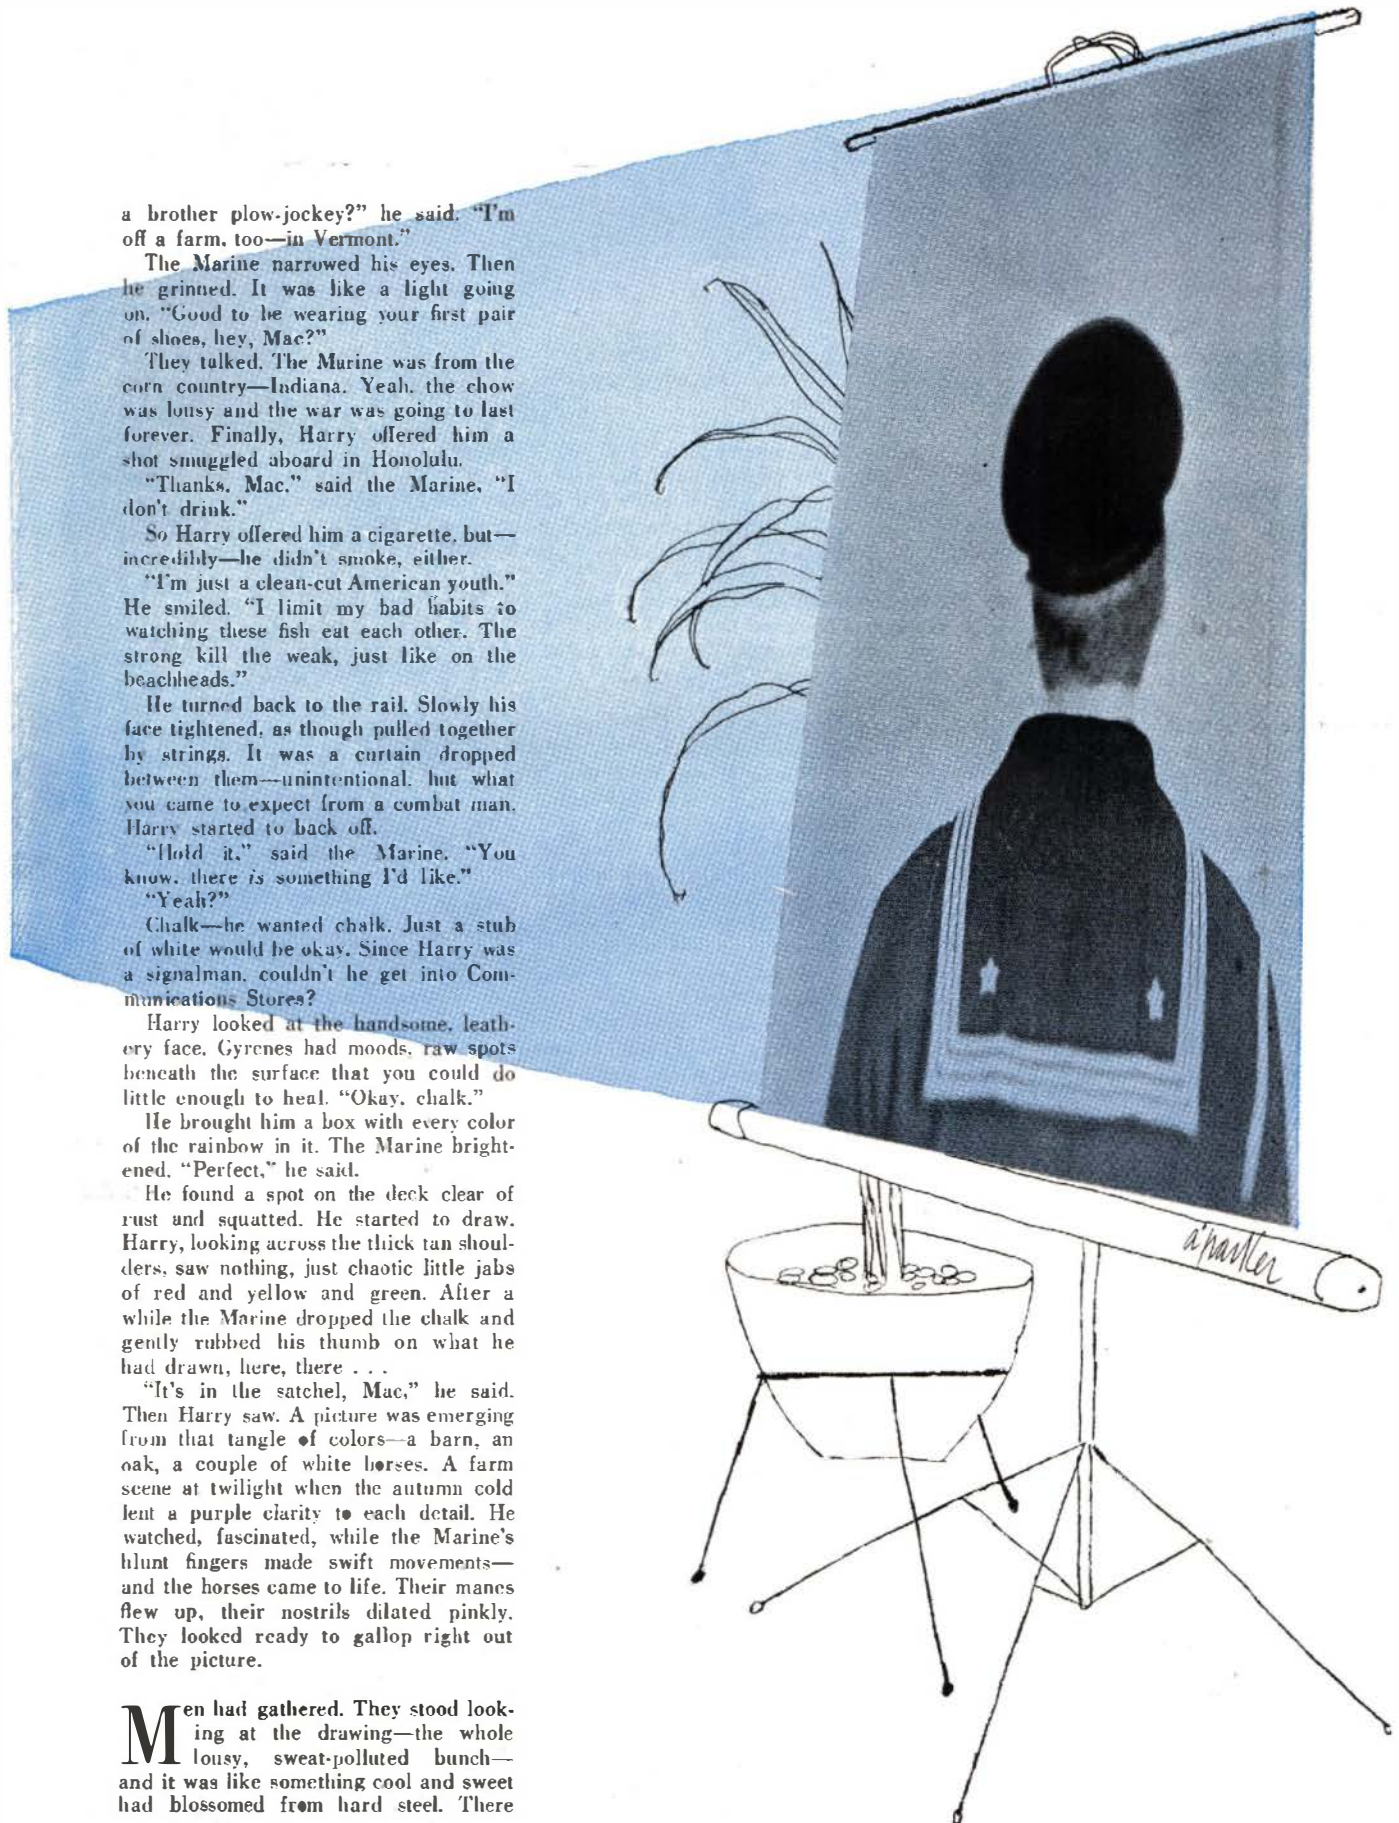 a brother plow-jockey?” he said. “I'm
off a farm, too—in Vermont.”
The Marine narrowed his eyes. Then
he grinned. It was like a light going
on. “Good to be wearing your first pair
of shoes, hey, Mac?”
They talked. The Marine was from the
corn country—Indiana. Yeah, the chow
was lousy and the war was going to last
forever. Finally, Harry offered him a
shot smuggled aboard in Honolulu.
“Thanks, Mac,” said the Marine, “I
don't drink.”
So Harry offered him a cigarette, but—
incredibly—he didn't smoke, either.
“I'm just a clean-cut American youth.”
He smiled. “I limit my bad habits to
watching these fish eat each other. The
strong kill the weak, just like on the
beachheads.”
He turned back to the rail. Slowly his
face tightened, as though pulled together
by strings. It was a curtain dropped
between them—unintentional, but what
you came to expect from a combat man.
Harry started to back off.
“Hold it,” said the Marine. “You
know, there is something I'd like.”
“Yeah?”
Chalk—he wanted chalk. Just a stub
of white would be okay. Since Harry was
a signalman, couldn't he get into Com-
munications Stores?
Harry looked at the handsome, leath-
ery face. Gyrenes had moods, raw spots
beneath the surface that you could do
little enough to heal. “Okay, chalk.”
He brought him a box with every color
of the rainbow in it. The Marine bright-
ened. “Perfect,” he said.
He found a spot on the deck clear of
rust and squatted. He started to draw.
Harry, looking across the thick tan shoul-
ders, saw nothing, just chaotic little jabs
of red and yellow and green. After a
while the Marine dropped the chalk and
gently rubbed his thumb on what he
had drawn, here, there . . .
“It's in the satchel, Mac,” he said.
Then Harry saw. A picture was emerging
from that tangle of colors—a barn, an
oak, a couple of white horses. A farm
scene at twilight when the autumn cold
lent a purple clarity to each detail. He
watched, fascinated, while the Marine's
blunt fingers made swift movements—
and the horses came to life. Their manes
flew up, their nostrils dilated pinkly.
They looked ready to gallop right out
of the picture.
Men had gathered. They stood look-
ing at the drawing—the whole
lousy, sweat-polluted bunch—
and it was like something cool and sweet
had blossomed from hard steel. There